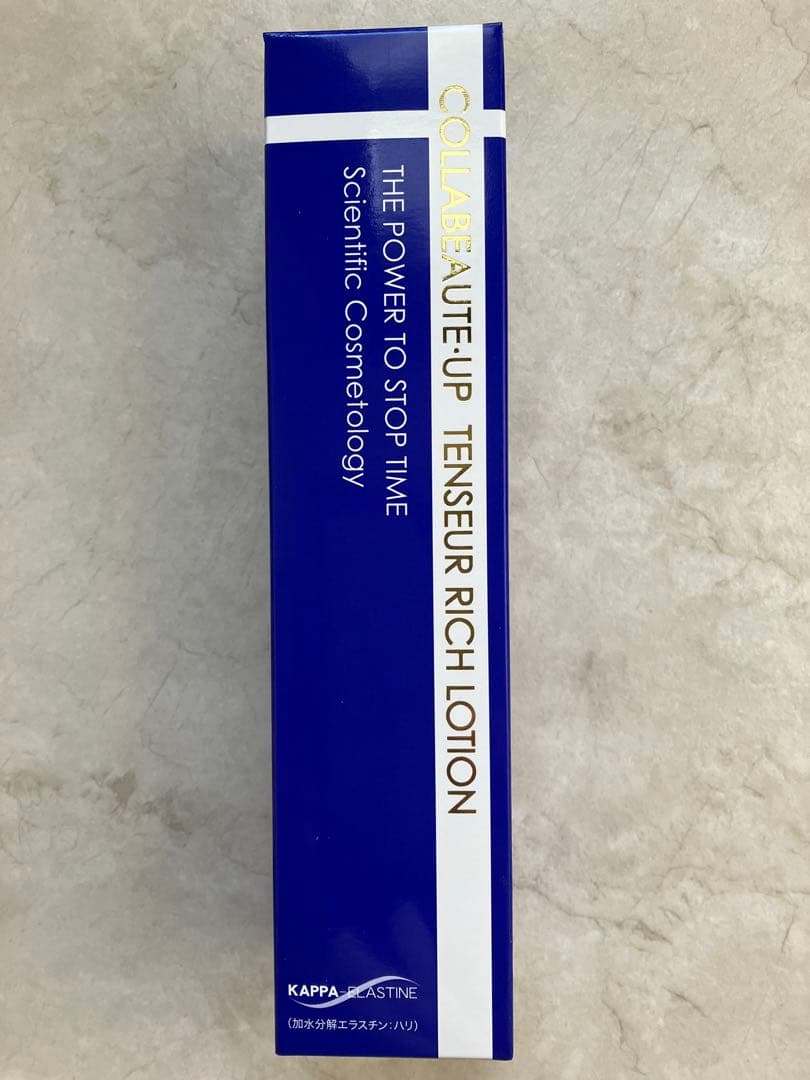 COLLABEAUTE·UP TENSEUR RICH LOTION
THE POWER TO STOP TIME
Scientific Cosmetology
KAPPA-ELASTINE
(加水分解エラスチン:ハリ)